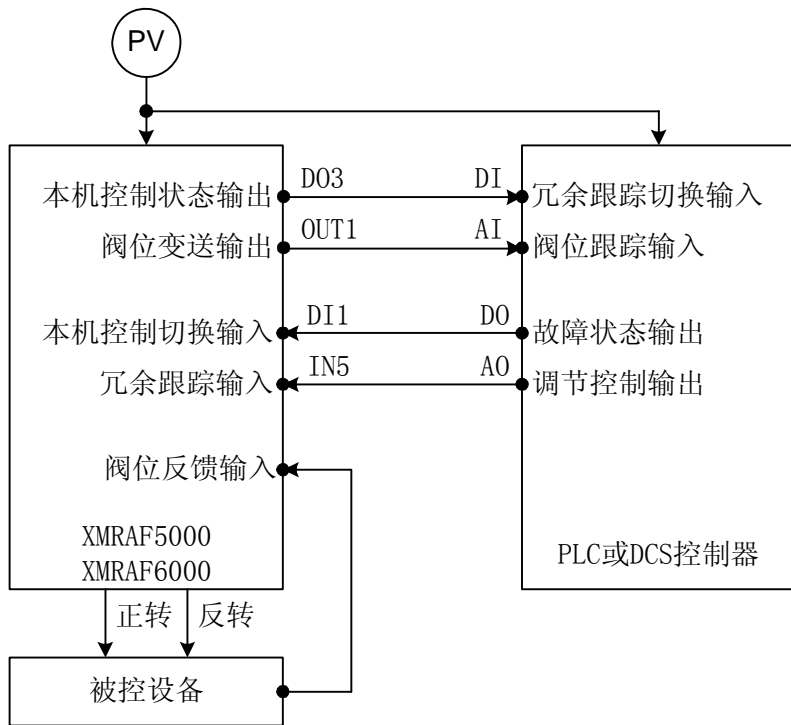 PV
本机控制状态输出 DO3 DI 冗余跟踪切换输入
阀位变送输出 OUT1 AI 阀位跟踪输入
本机控制切换输入 DI1 DO 故障状态输出
冗余跟踪输入 IN5 AO 调节控制输出
阀位反馈输入
XMRAF5000
XMRAF6000
PLC或DCS控制器
正转 反转
被控设备